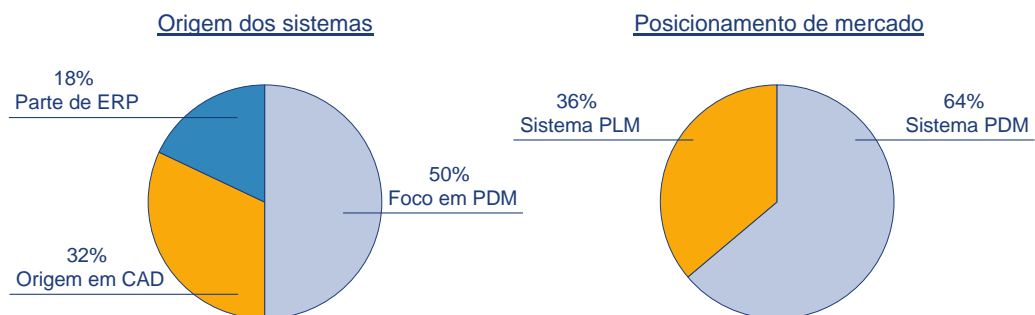 Origem dos sistemas
18%
Parte de ERP
50%
Foco em PDM
32%
Origem em CAD
Posicionamento de mercado
36%
Sistema PLM
64%
Sistema PDM